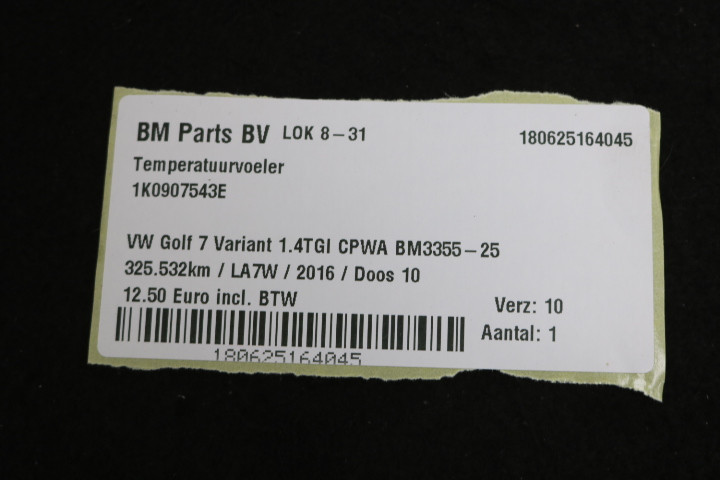 BM Parts BV LOK 8-31 180625164045
Temperatuurvoeler
1K0907543E
VW Golf 7 Variant 1.4TGI CPWA BM3355-25
325.532km / LA7W / 2016 / Doos 10
12.50 Euro incl. BTW
Verz: 10
Aantal: 1
180625164045